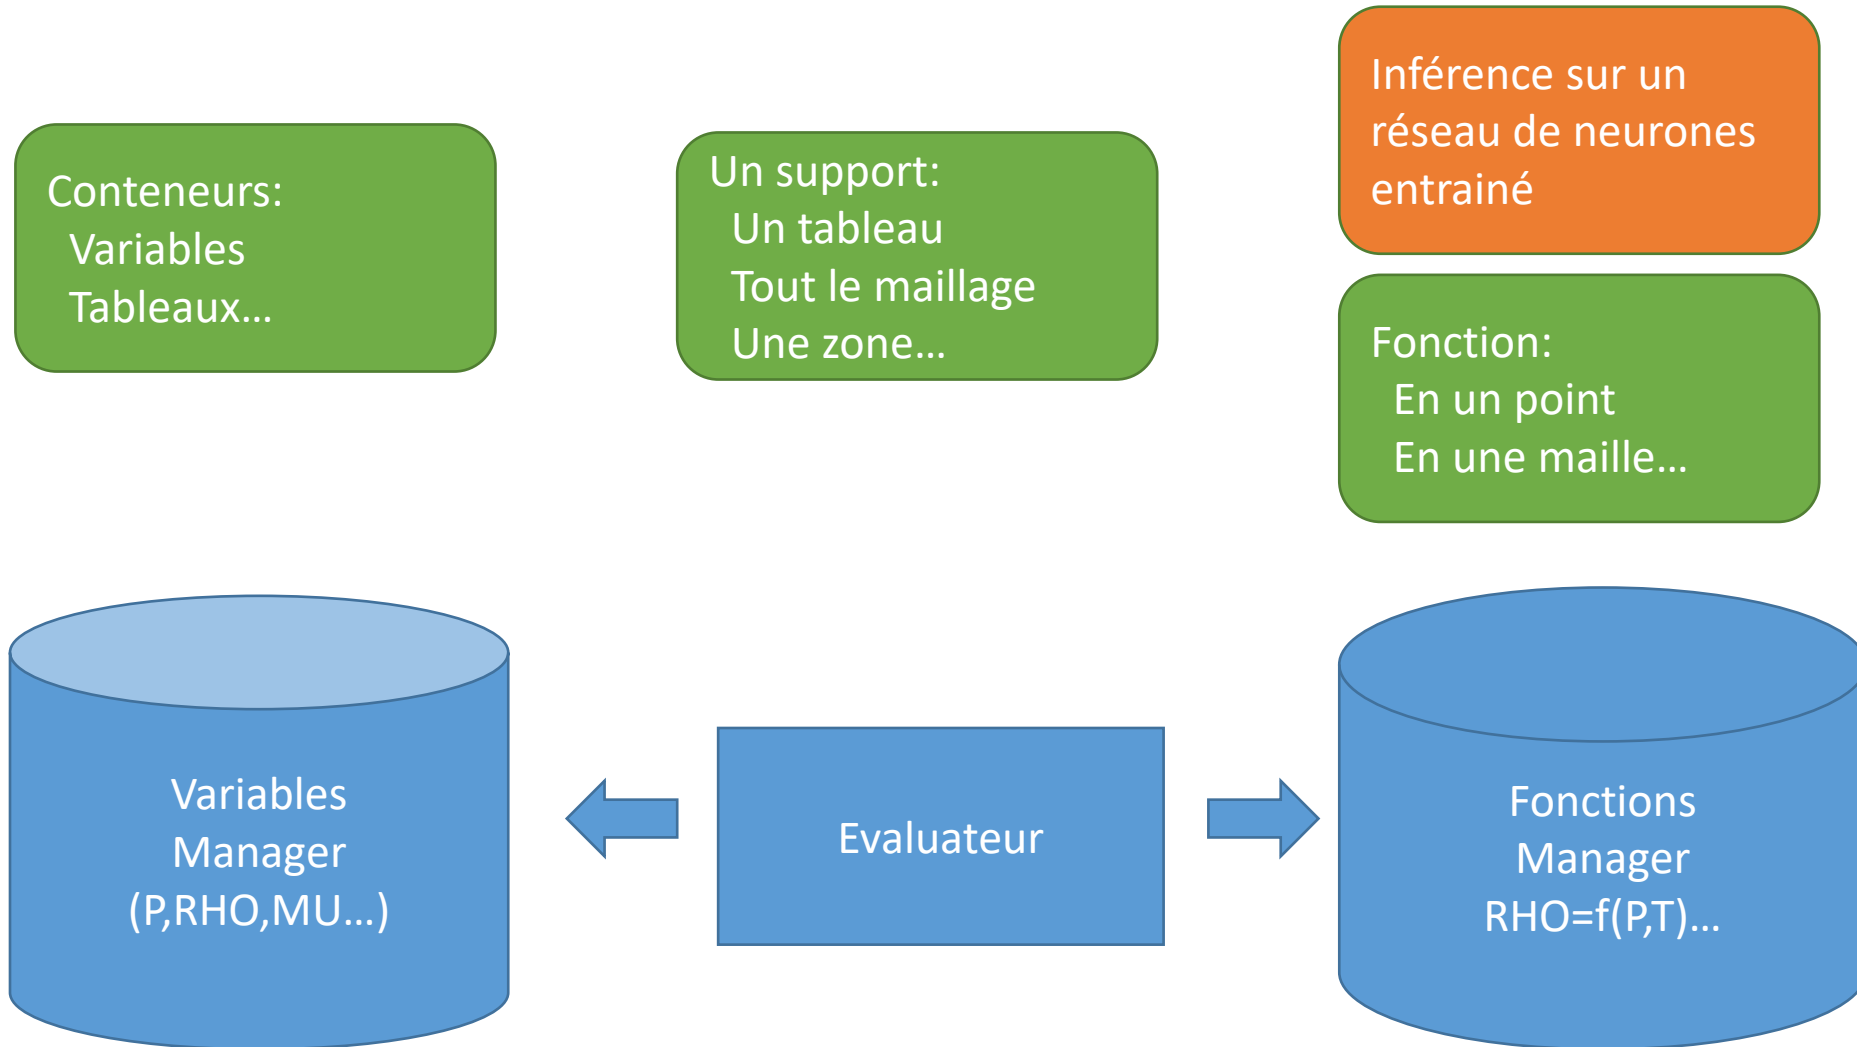 Conteneurs:
Variables
Tableaux...
Un support:
Un tableau
Tout le maillage
Une zone...
Inférence sur un
réseau de neurones
entrainé
Fonction:
En un point
En une maille...
Variables
Manager
(P,RHO,MU...)
Evaluateur
Fonctions
Manager
RHO=f(P,T)...